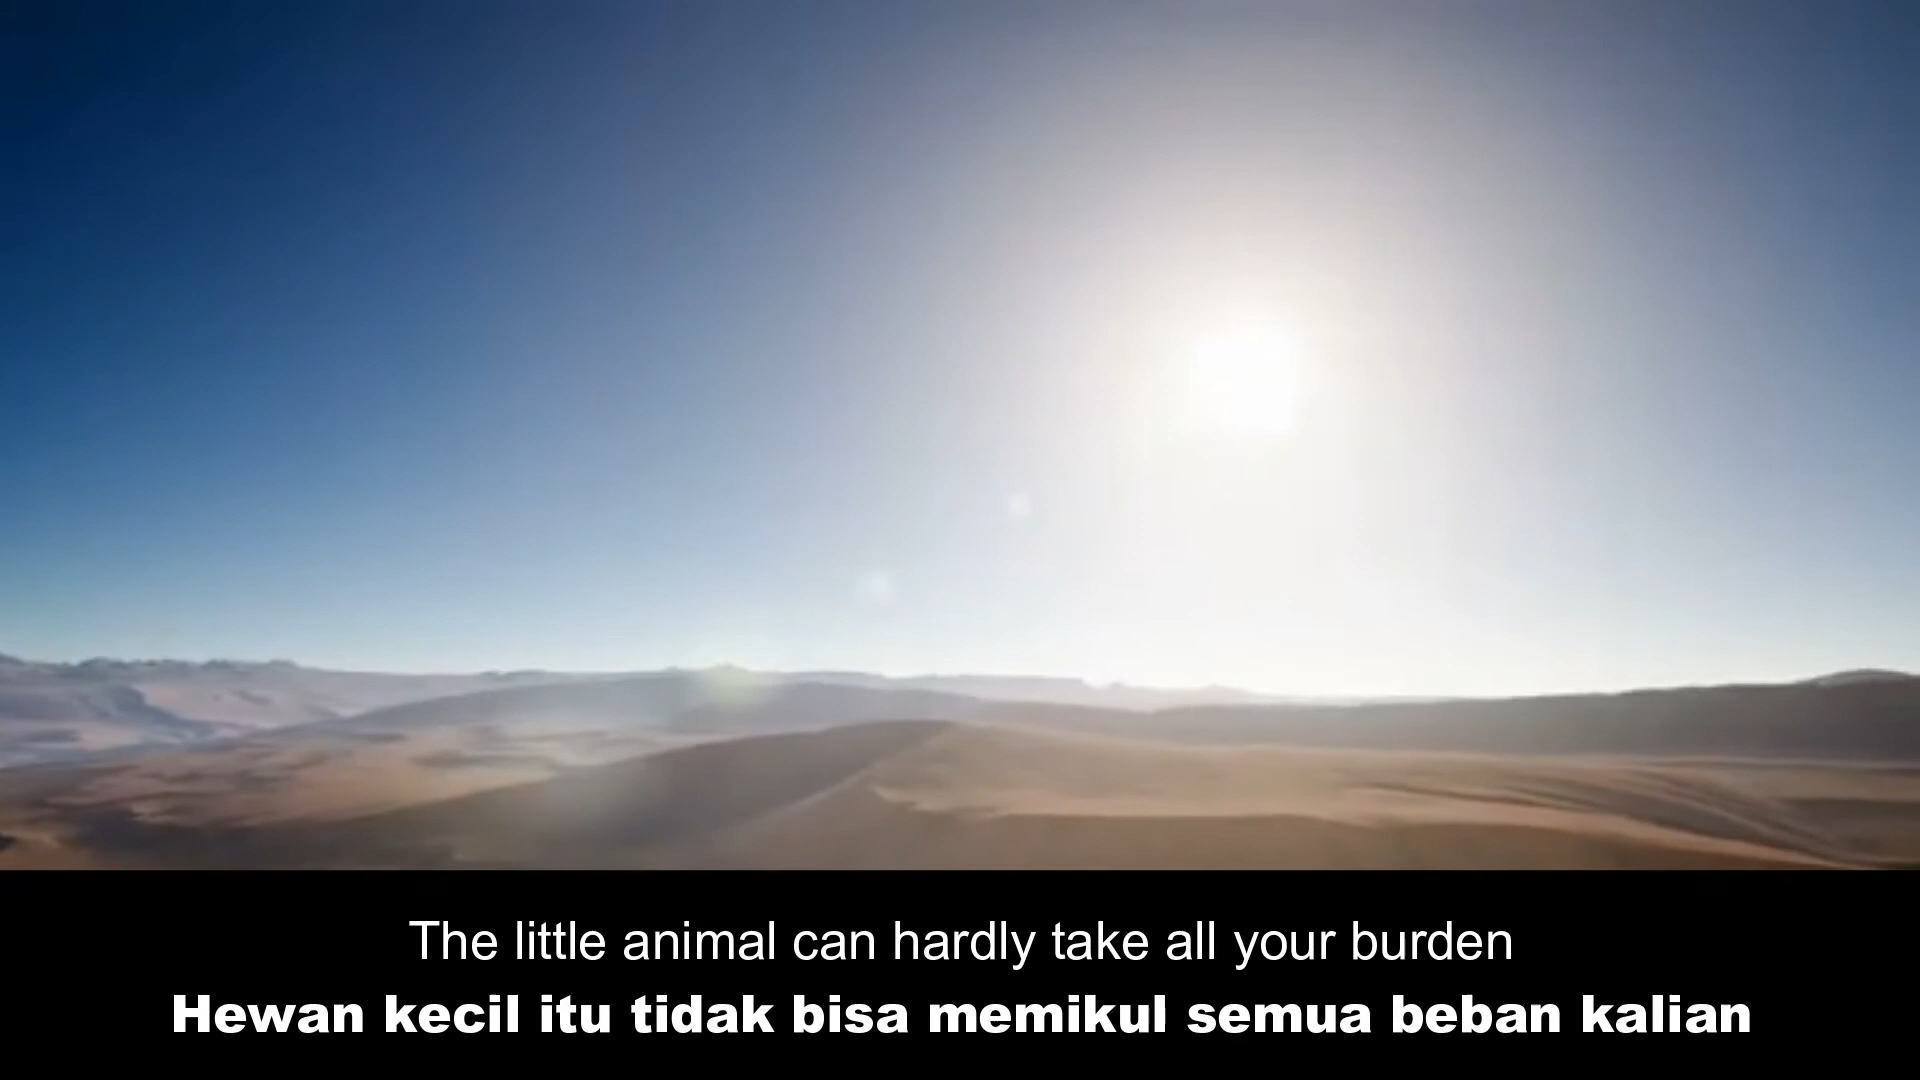 The little animal can hardly take all your burden
Hewan kecil itu tidak bisa memikul semua beban kalian